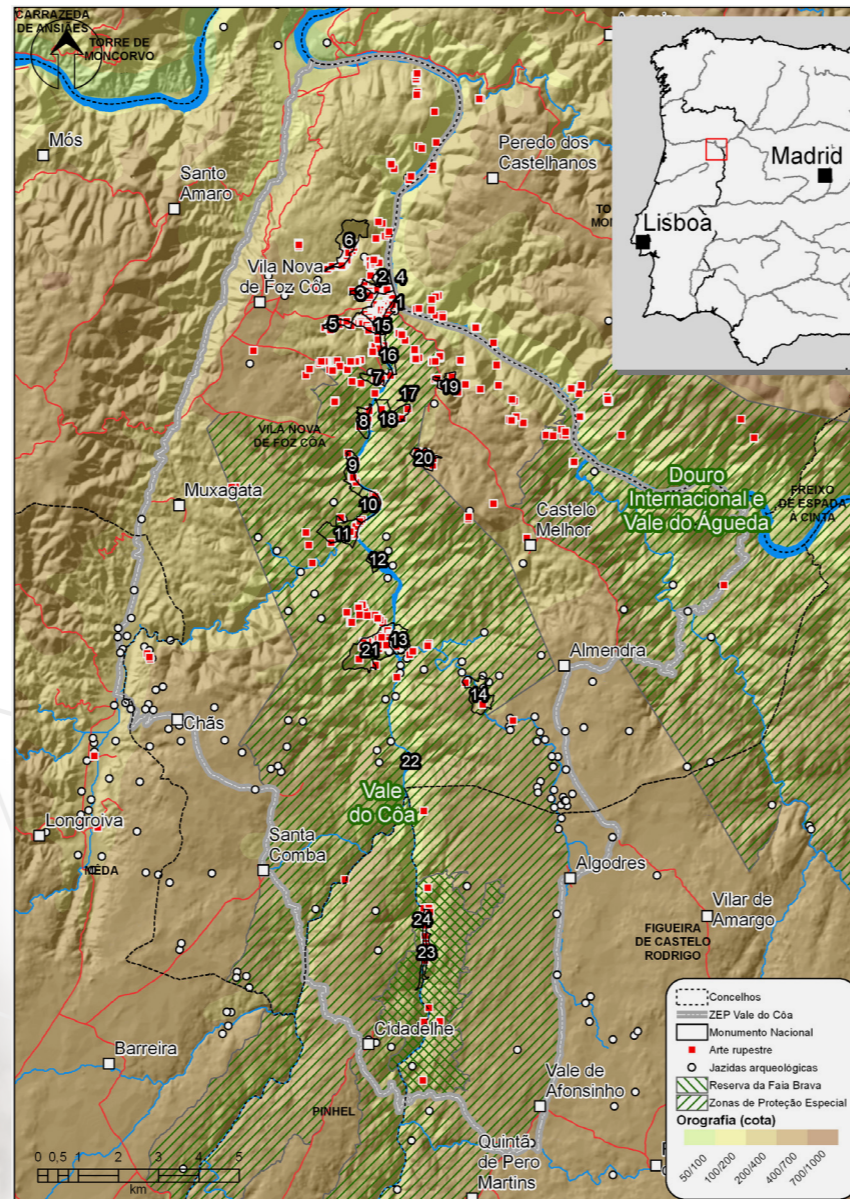 CARRAZEDA
DE ANSIÃES
TORRE DE
MONCORVO
Mós
Santo
Amaro
Peredo dos
Castelhanos
Madrid
Lisboa
6
Vila Nova
de Foz Côa
2
4
3
1
5
15
16
7
19
17
8
18
VILA NOVA
DE FOZ CÔA
9
20
Muxagata
10
Castelo
Melhor
Douro
Internacional e
Vale do Águeda
FREIXO
DE ESPADA
À CINTA
11
12
13
21
Almendra
14
Chãs
22
Vale
do Côa
Longroiva
MÊDA
Santa
Comba
Algodres
Vilar de
Amargo
24
23
FIGUEIRA
DE CASTELO
RODRIGO
Cidadelhe
Barreira
Vale de
Afonsinho
PINHEL
Quintã
de Pero
Martins
0 0,5 1 2 3 4 5
km
Concelhos
ZEP Vale do Côa
Monumento Nacional
Arte rupestre
Jazidas arqueológicas
Reserva da Faia Brava
Zonas de Proteção Especial
Orografia (cota)
50/100
100/200
200/400
400/700
700/1000